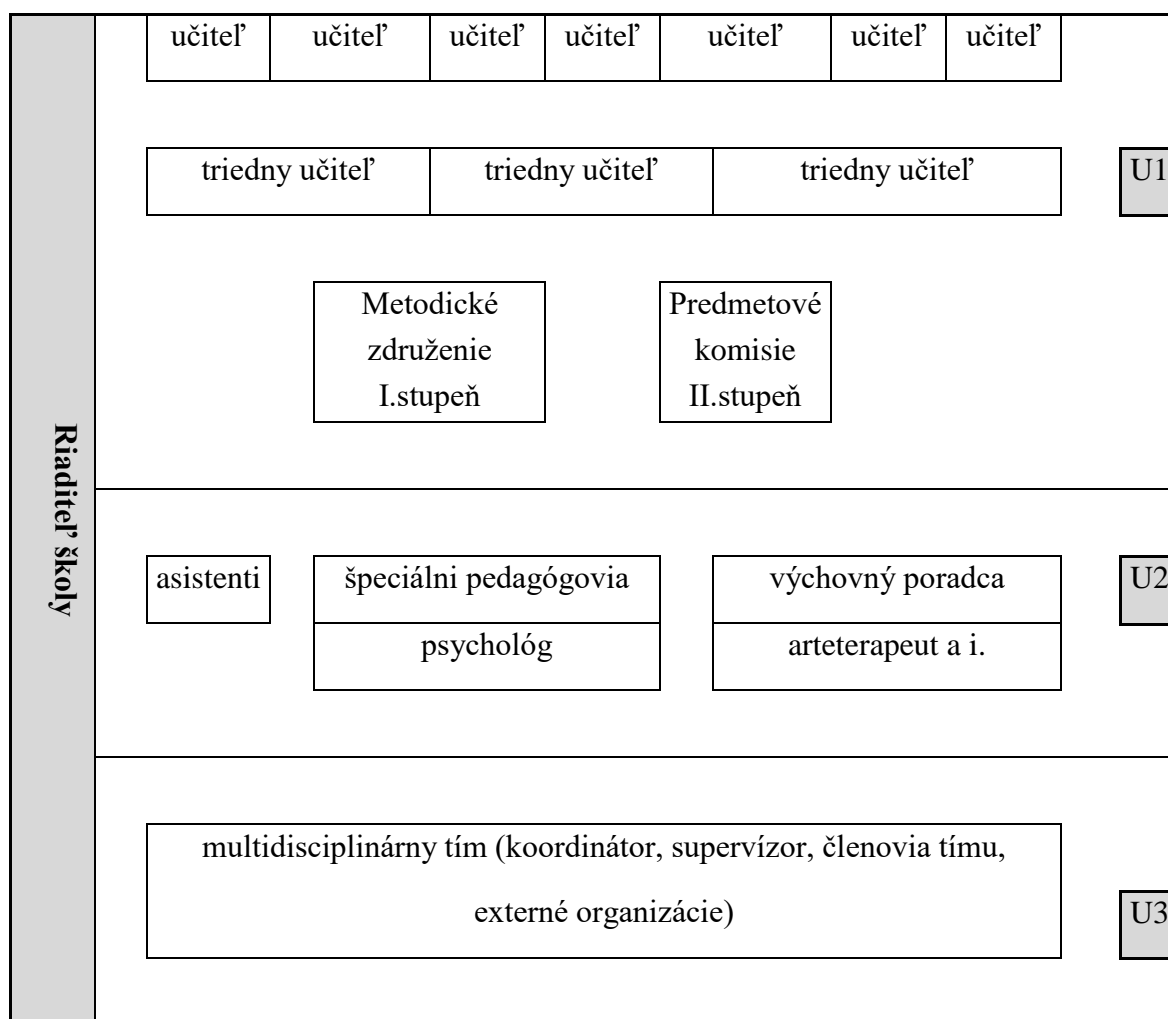 učiteľ učiteľ učiteľ učiteľ učiteľ učiteľ učiteľ
triedny učiteľ triedny učiteľ triedny učiteľ U1
Metodické
združenie
I.stupeň
Predmetové
komisie
II.stupeň
Riaditeľ školy
asistenti špeciálni pedagógovia výchovný poradca U2
psychológ arteterapeut a i.
multidisciplinárny tím (koordinátor, supervízor, členovia tímu,
externé organizácie) U3